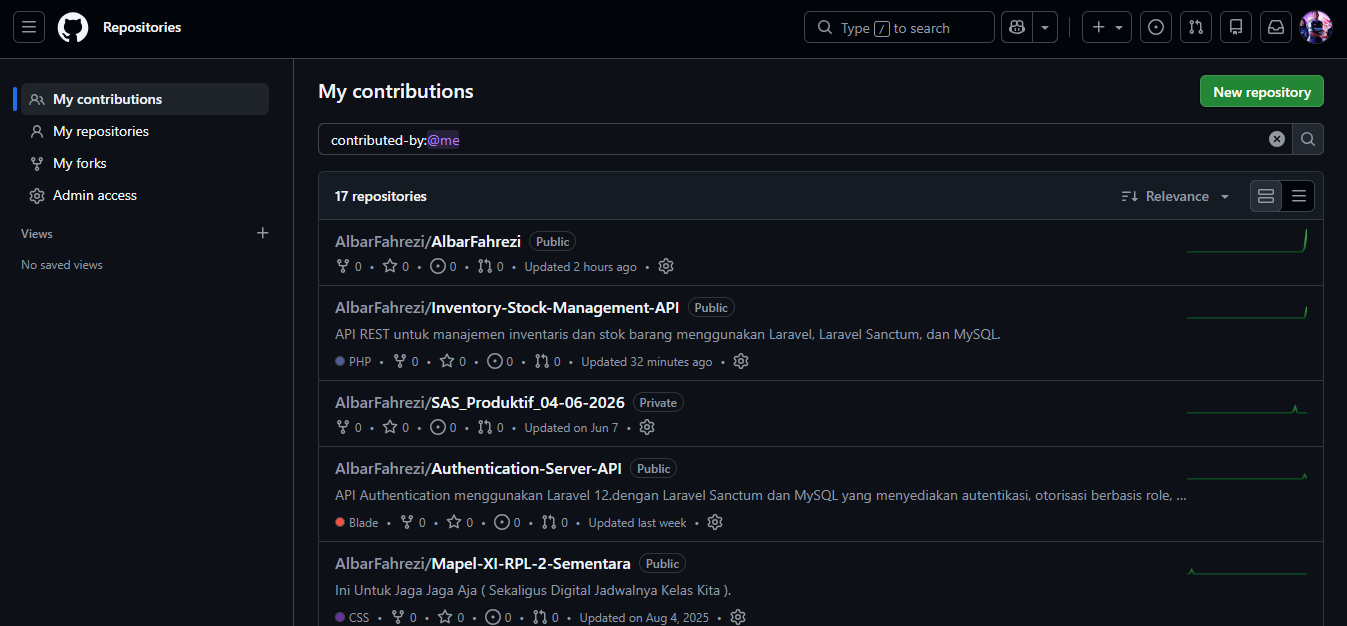 Repositories
Type / to search
My contributions
My repositories
My forks
Admin access
Views
No saved views
My contributions
New repository
contributed-by:@me
17 repositories
Relevance
AlbarFahrezi/AlbarFahrezi Public
0 • 0 • 0 • 0 • Updated 2 hours ago •
AlbarFahrezi/Inventory-Stock-Management-API Public
API REST untuk manajemen inventaris dan stok barang menggunakan Laravel, Laravel Sanctum, dan MySQL.
PHP • 0 • 0 • 0 • 0 • Updated 32 minutes ago •
AlbarFahrezi/SAS_Produktif_04-06-2026 Private
0 • 0 • 0 • 0 • Updated on Jun 7 •
AlbarFahrezi/Authentication-Server-API Public
API Authentication menggunakan Laravel 12.dengan Laravel Sanctum dan MySQL yang menyediakan autentikasi, otorisasi berbasis role, ...
Blade • 0 • 0 • 0 • 0 • Updated last week •
AlbarFahrezi/Mapel-XI-RPL-2-Sementara Public
Ini Untuk Jaga Jaga Aja ( Sekaligus Digital Jadwalnya Kelas Kita ).
CSS • 0 • 0 • 0 • 0 • Updated on Aug 4, 2025 •